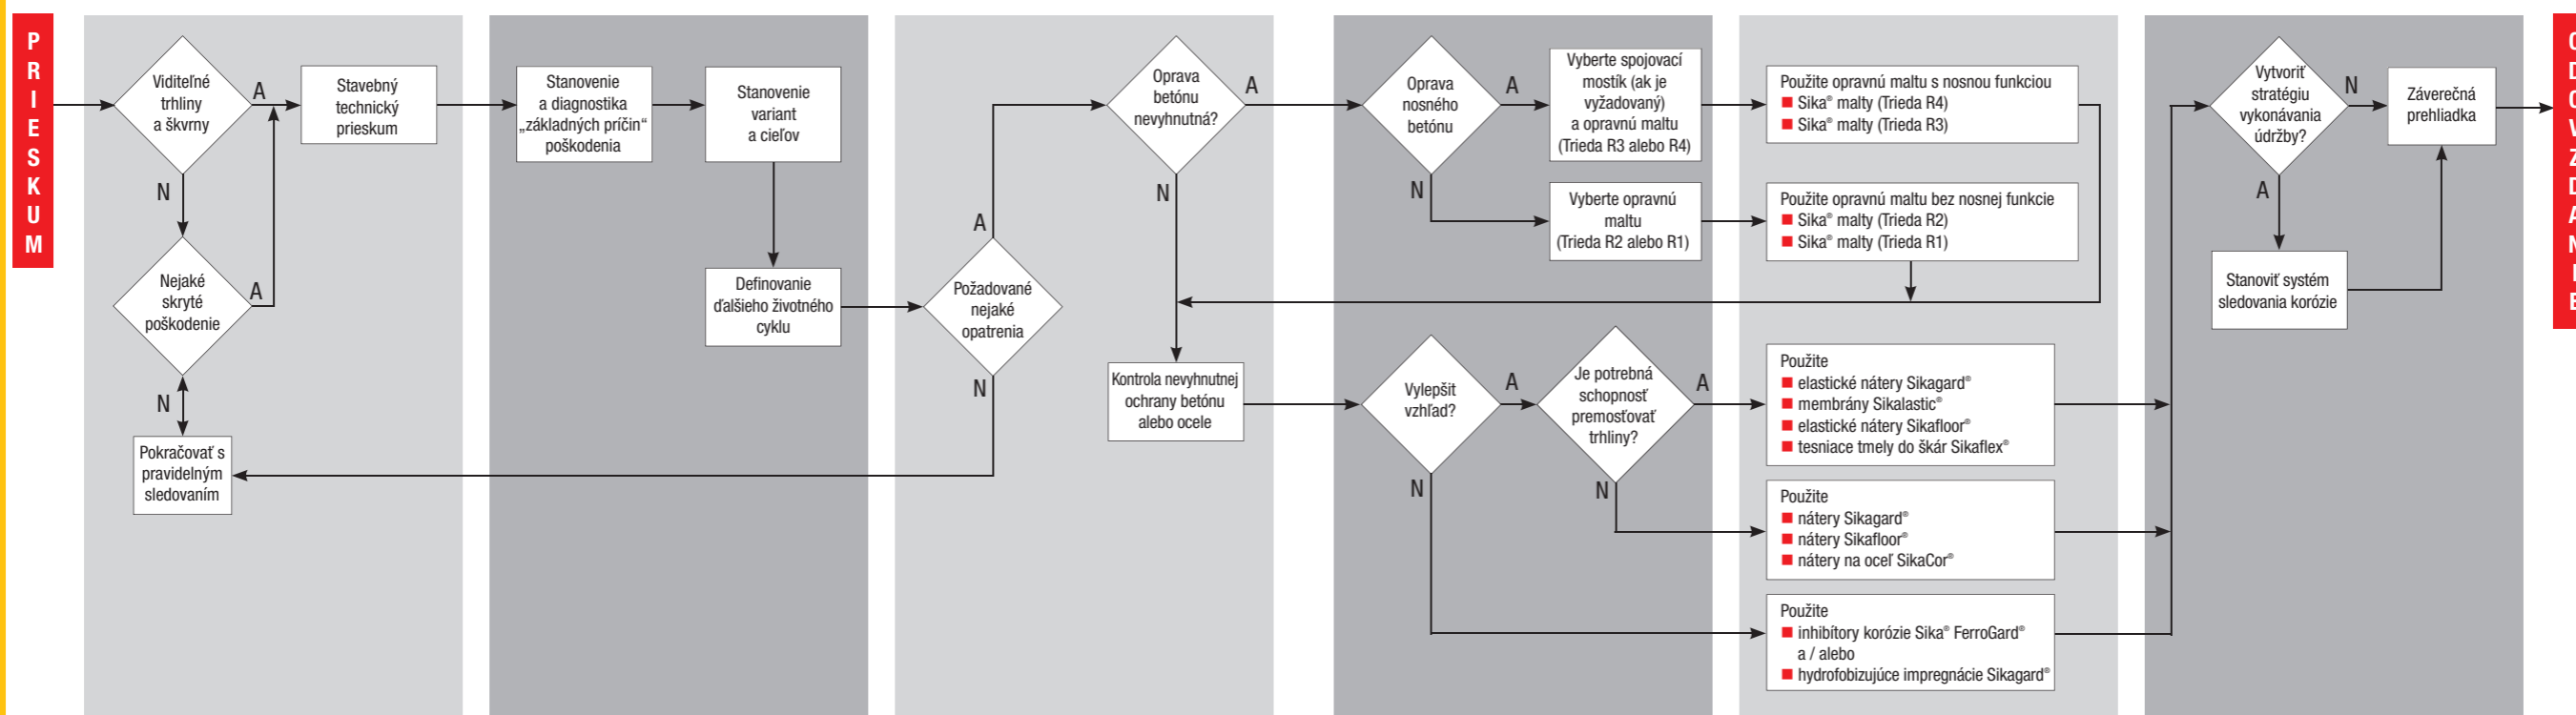 PRIESKUM
Viditeľné
trhliny
a škvrny
A
N
Stavebný
technický
prieskum
Nejaké
skryté
poškodenie
A
N
Pokračovať s
pravidelným
sledovaním
Stanovenie
a diagnostika
„základných príčin“
poškodenia
Stanovenie
variant
a cieľov
Definovanie
ďalšieho životného
cyklu
Požadované
nejaké
opatrenia
A
N
Oprava
betónu
nevyhnutná?
A
N
Kontrola nevyhnutnej
ochrany betónu
alebo ocele
Oprava
nosného
betónu
A
N
Vyberte spojovací
mostík (ak je
vyžadovaný)
a opravnú maltu
(Trieda R3 alebo R4)
Vyberte opravnú
maltu
(Trieda R2 alebo R1)
Použite opravnú maltu s nosnou funkciou
■ Sika® malty (Trieda R4)
■ Sika® malty (Trieda R3)
Použite opravnú maltu bez nosnej funkcie
■ Sika® malty (Trieda R2)
■ Sika® malty (Trieda R1)
Vylepšit
vzhľad?
A
N
Je potrebná
schopnosť
premosťovať
trhliny?
A
N
Použite
■ elastické nátery Sikagard®
■ membrány Sikalastic®
■ elastické nátery Sikafloor®
■ tesniace tmely do škár Sikaflex®
Použite
■ nátery Sikagard®
■ nátery Sikafloor®
■ nátery na oceľ SikaCor®
Použite
■ inhibítory korózie Sika® FerroGard®
a / alebo
■ hydrofobizujúce impregnácie Sikagard®
Vytvoriť
stratégiu
vykonávania
údržby?
N
A
Záverečná
prehliadka
Stanoviť systém
sledovania korózie
ODOVZDANIE